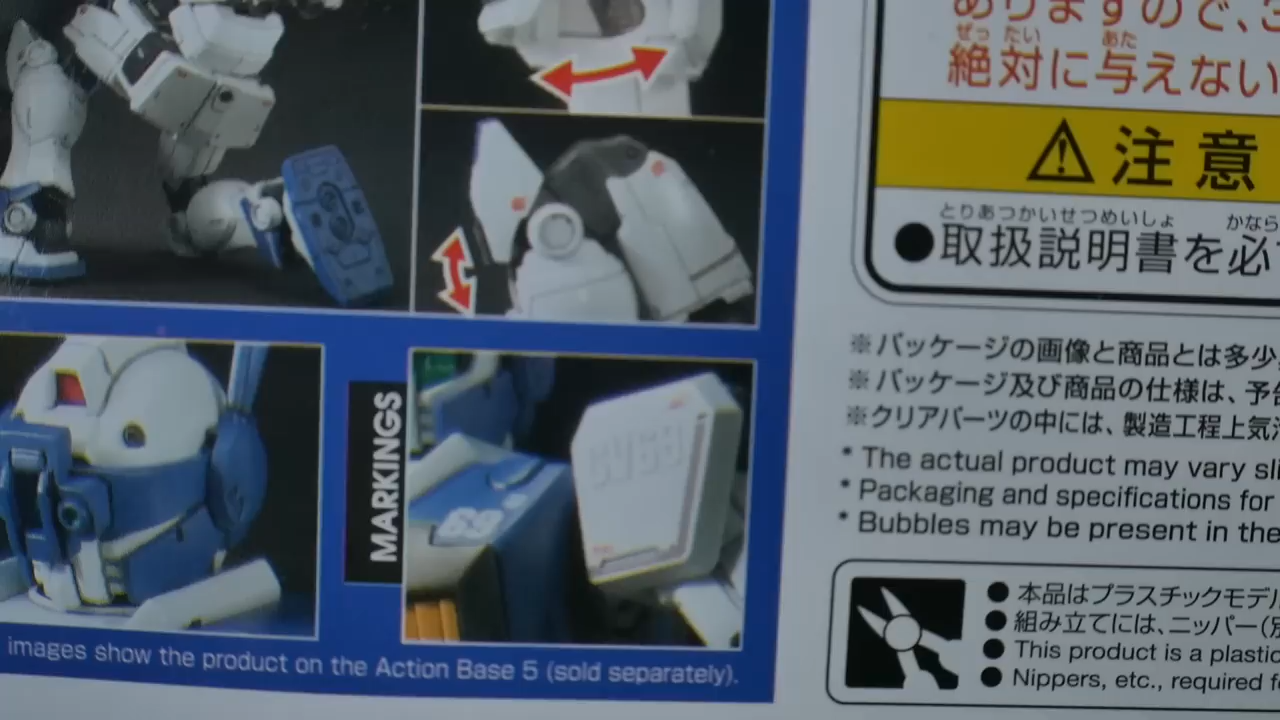 ありますので、
ぜっ たい あた
絶対に与えない
注意
とりあつかいせつめいしょ かなら
●取扱説明書を必
※パッケージの画像と商品とは多少
※パッケージ及び商品の仕様は、予告
※クリアパーツの中には、製造工程上気
* The actual product may vary
* Packaging and specifications for
* Bubbles may be present in the
MARKINGS
69
images show the product on the Action Base 5 (sold separately).
●本品はプラスチックモデル
●組み立てには、ニッパー(別
●This product is a plastic
●Nippers, etc., required